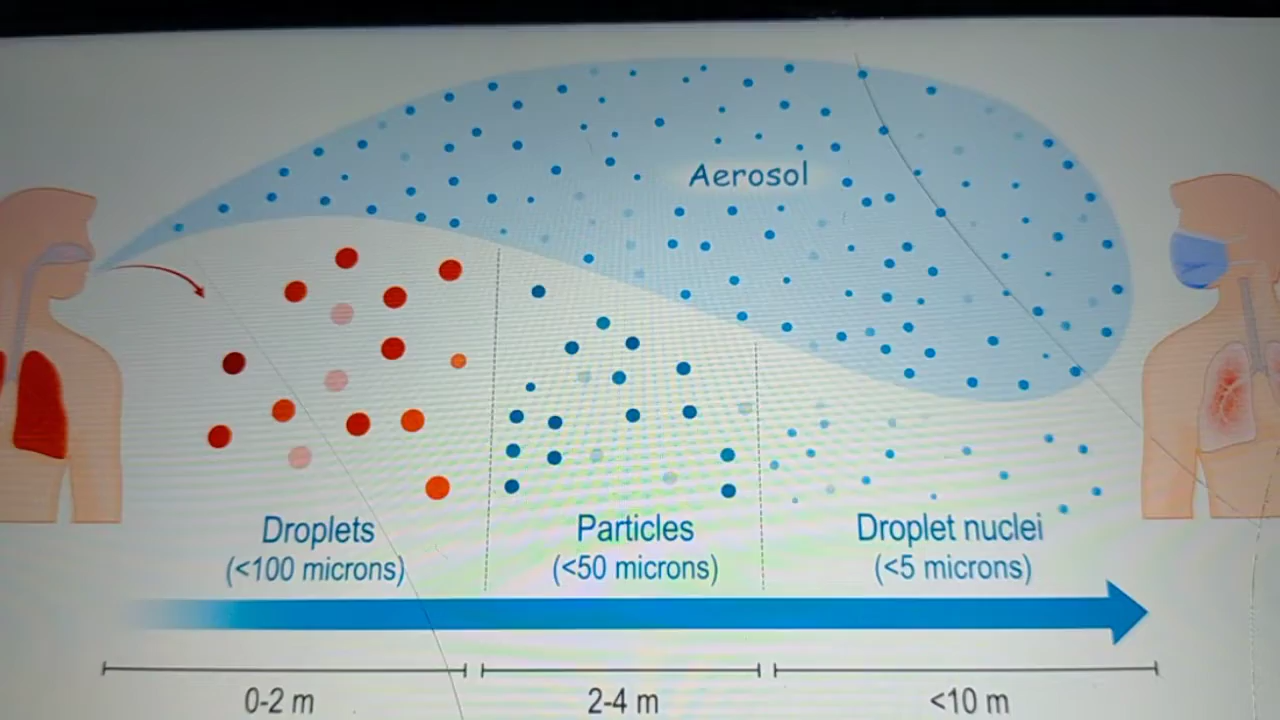 Aerosol
Droplets
(<100 microns)
Particles
(<50 microns)
Droplet nuclei
(<5 microns)
0-2 m
2-4 m
<10 m